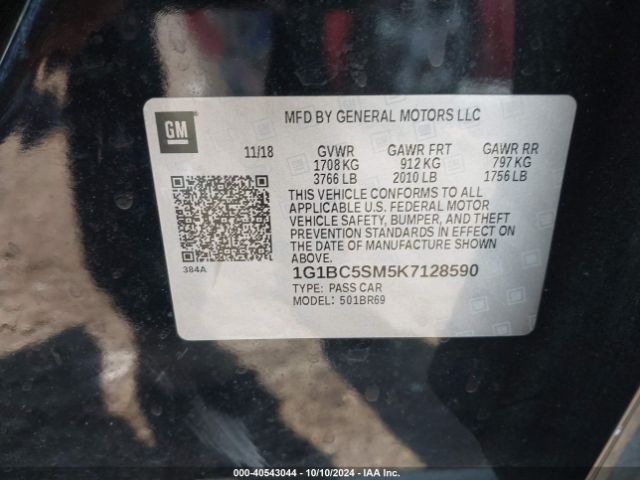 MFD BY GENERAL MOTORS LLC
GM
11/18 GVWR GAWR FRT GAWR RR
1708 KG 912 KG 797 KG
3766 LB 2010 LB 1756 LB
THIS VEHICLE CONFORMS TO ALL
APPLICABLE U.S. FEDERAL MOTOR
VEHICLE SAFETY, BUMPER, AND THEFT
PREVENTION STANDARDS IN EFFECT ON
THE DATE OF MANUFACTURE SHOWN
ABOVE.
384A
1G1BC5SM5K7128590
TYPE: PASS CAR
MODEL: 501BR69
000--40543044 - 10/10/2024 - IAA Inc.